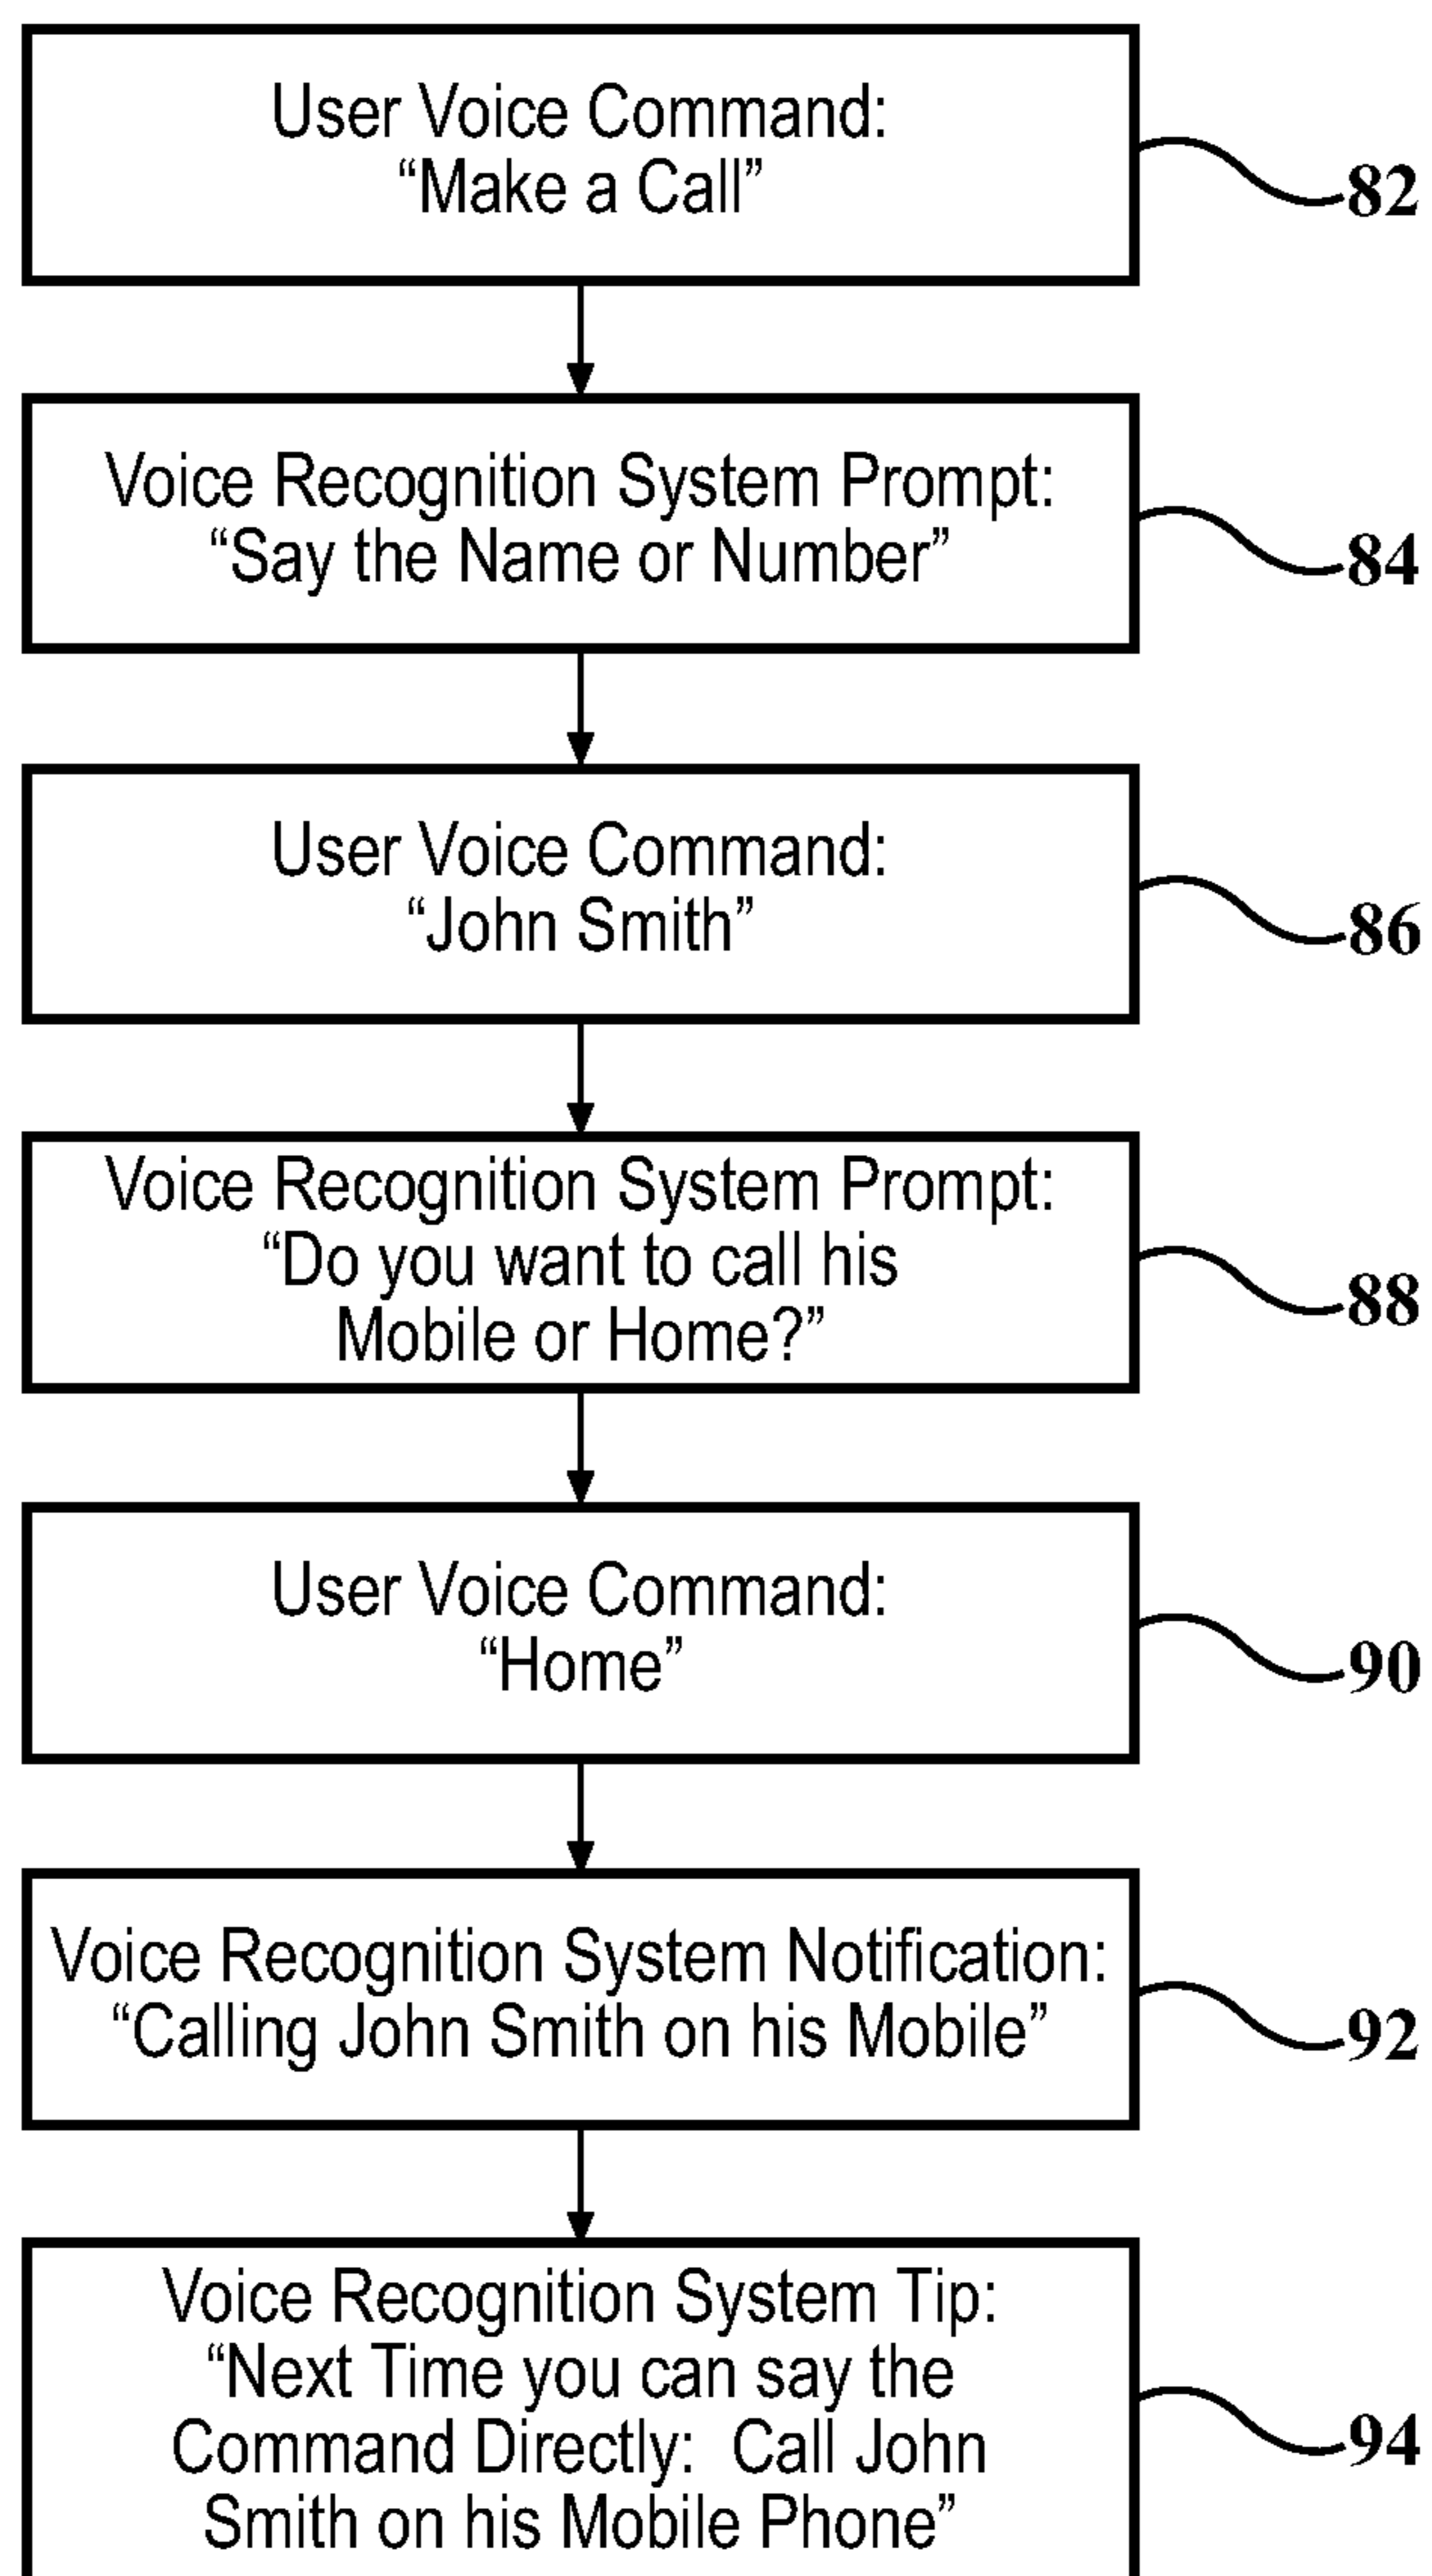 User Voice Command:
“Make a Call”
82
Voice Recognition System Prompt:
“Say the Name or Number”
84
User Voice Command:
“John Smith”
86
Voice Recognition System Prompt:
“Do you want to call his
Mobile or Home?”
88
User Voice Command:
“Home”
90
Voice Recognition System Notification:
“Calling John Smith on his Mobile”
92
Voice Recognition System Tip:
“Next Time you can say the
Command Directly: Call John
Smith on his Mobile Phone”
94